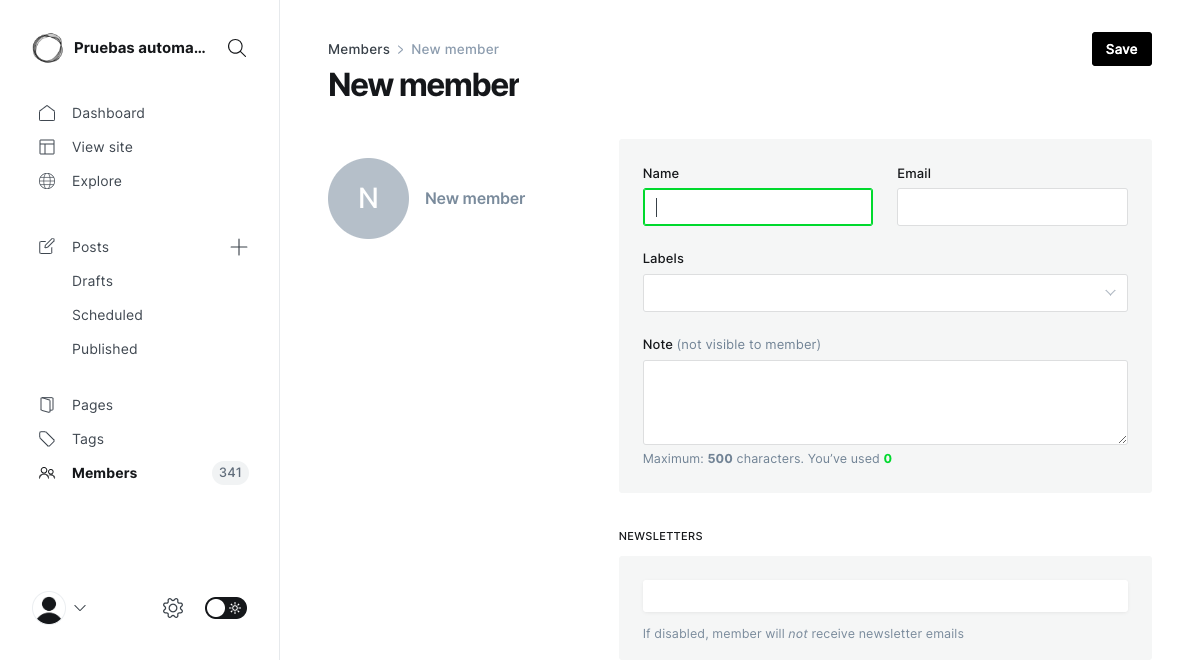 Pruebas automa...
Dashboard
View site
Explore
Posts
Drafts
Scheduled
Published
Pages
Tags
Members 341
Members > New member
Save
New member
N New member
Name
Email
Labels
Note (not visible to member)
Maximum: 500 characters. You’ve used 0
NEWSLETTERS
If disabled, member will not receive newsletter emails